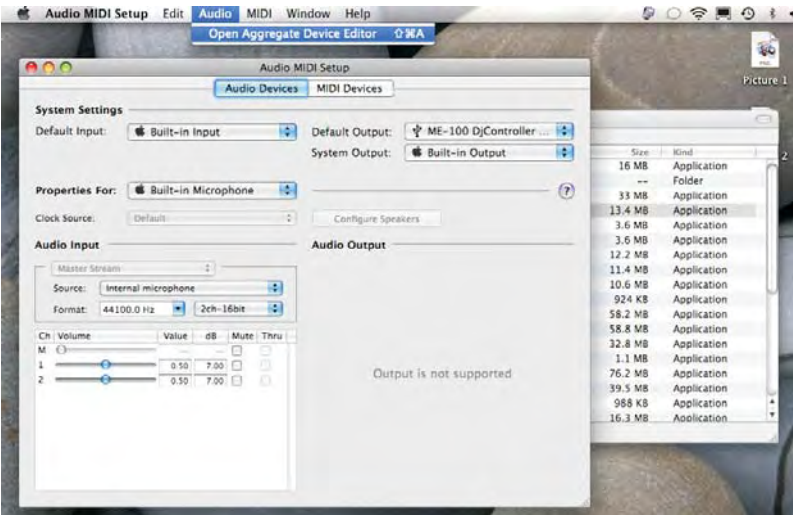 Audio MIDI Setup Edit Audio MIDI Window Help
Open Aggregate Device Editor ⇧⌘A
Audio MIDI Setup
Audio Devices MIDI Devices
System Settings
Default Input: Built-in Input Default Output: ME-100 DjController ...
System Output: Built-in Output
Properties For: Built-in Microphone ?
Clock Source: Default Configure Speakers
Audio Input Audio Output
Master Stream
Source: Internal microphone
Format: 44100.0 Hz 2ch-16bit
Ch Volume Value dB Mute Thru
M
1 0.50 7.00
2 0.50 7.00
Output is not supported
Picture 1
2
Size Kind
16 MB Application
-- Folder
33 MB Application
13.4 MB Application
3.6 MB Application
3.6 MB Application
12.2 MB Application
11.4 MB Application
10.6 MB Application
924 KB Application
58.2 MB Application
58.8 MB Application
32.8 MB Application
1.1 MB Application
76.2 MB Application
39.5 MB Application
988 KB Application
16.3 MB Application